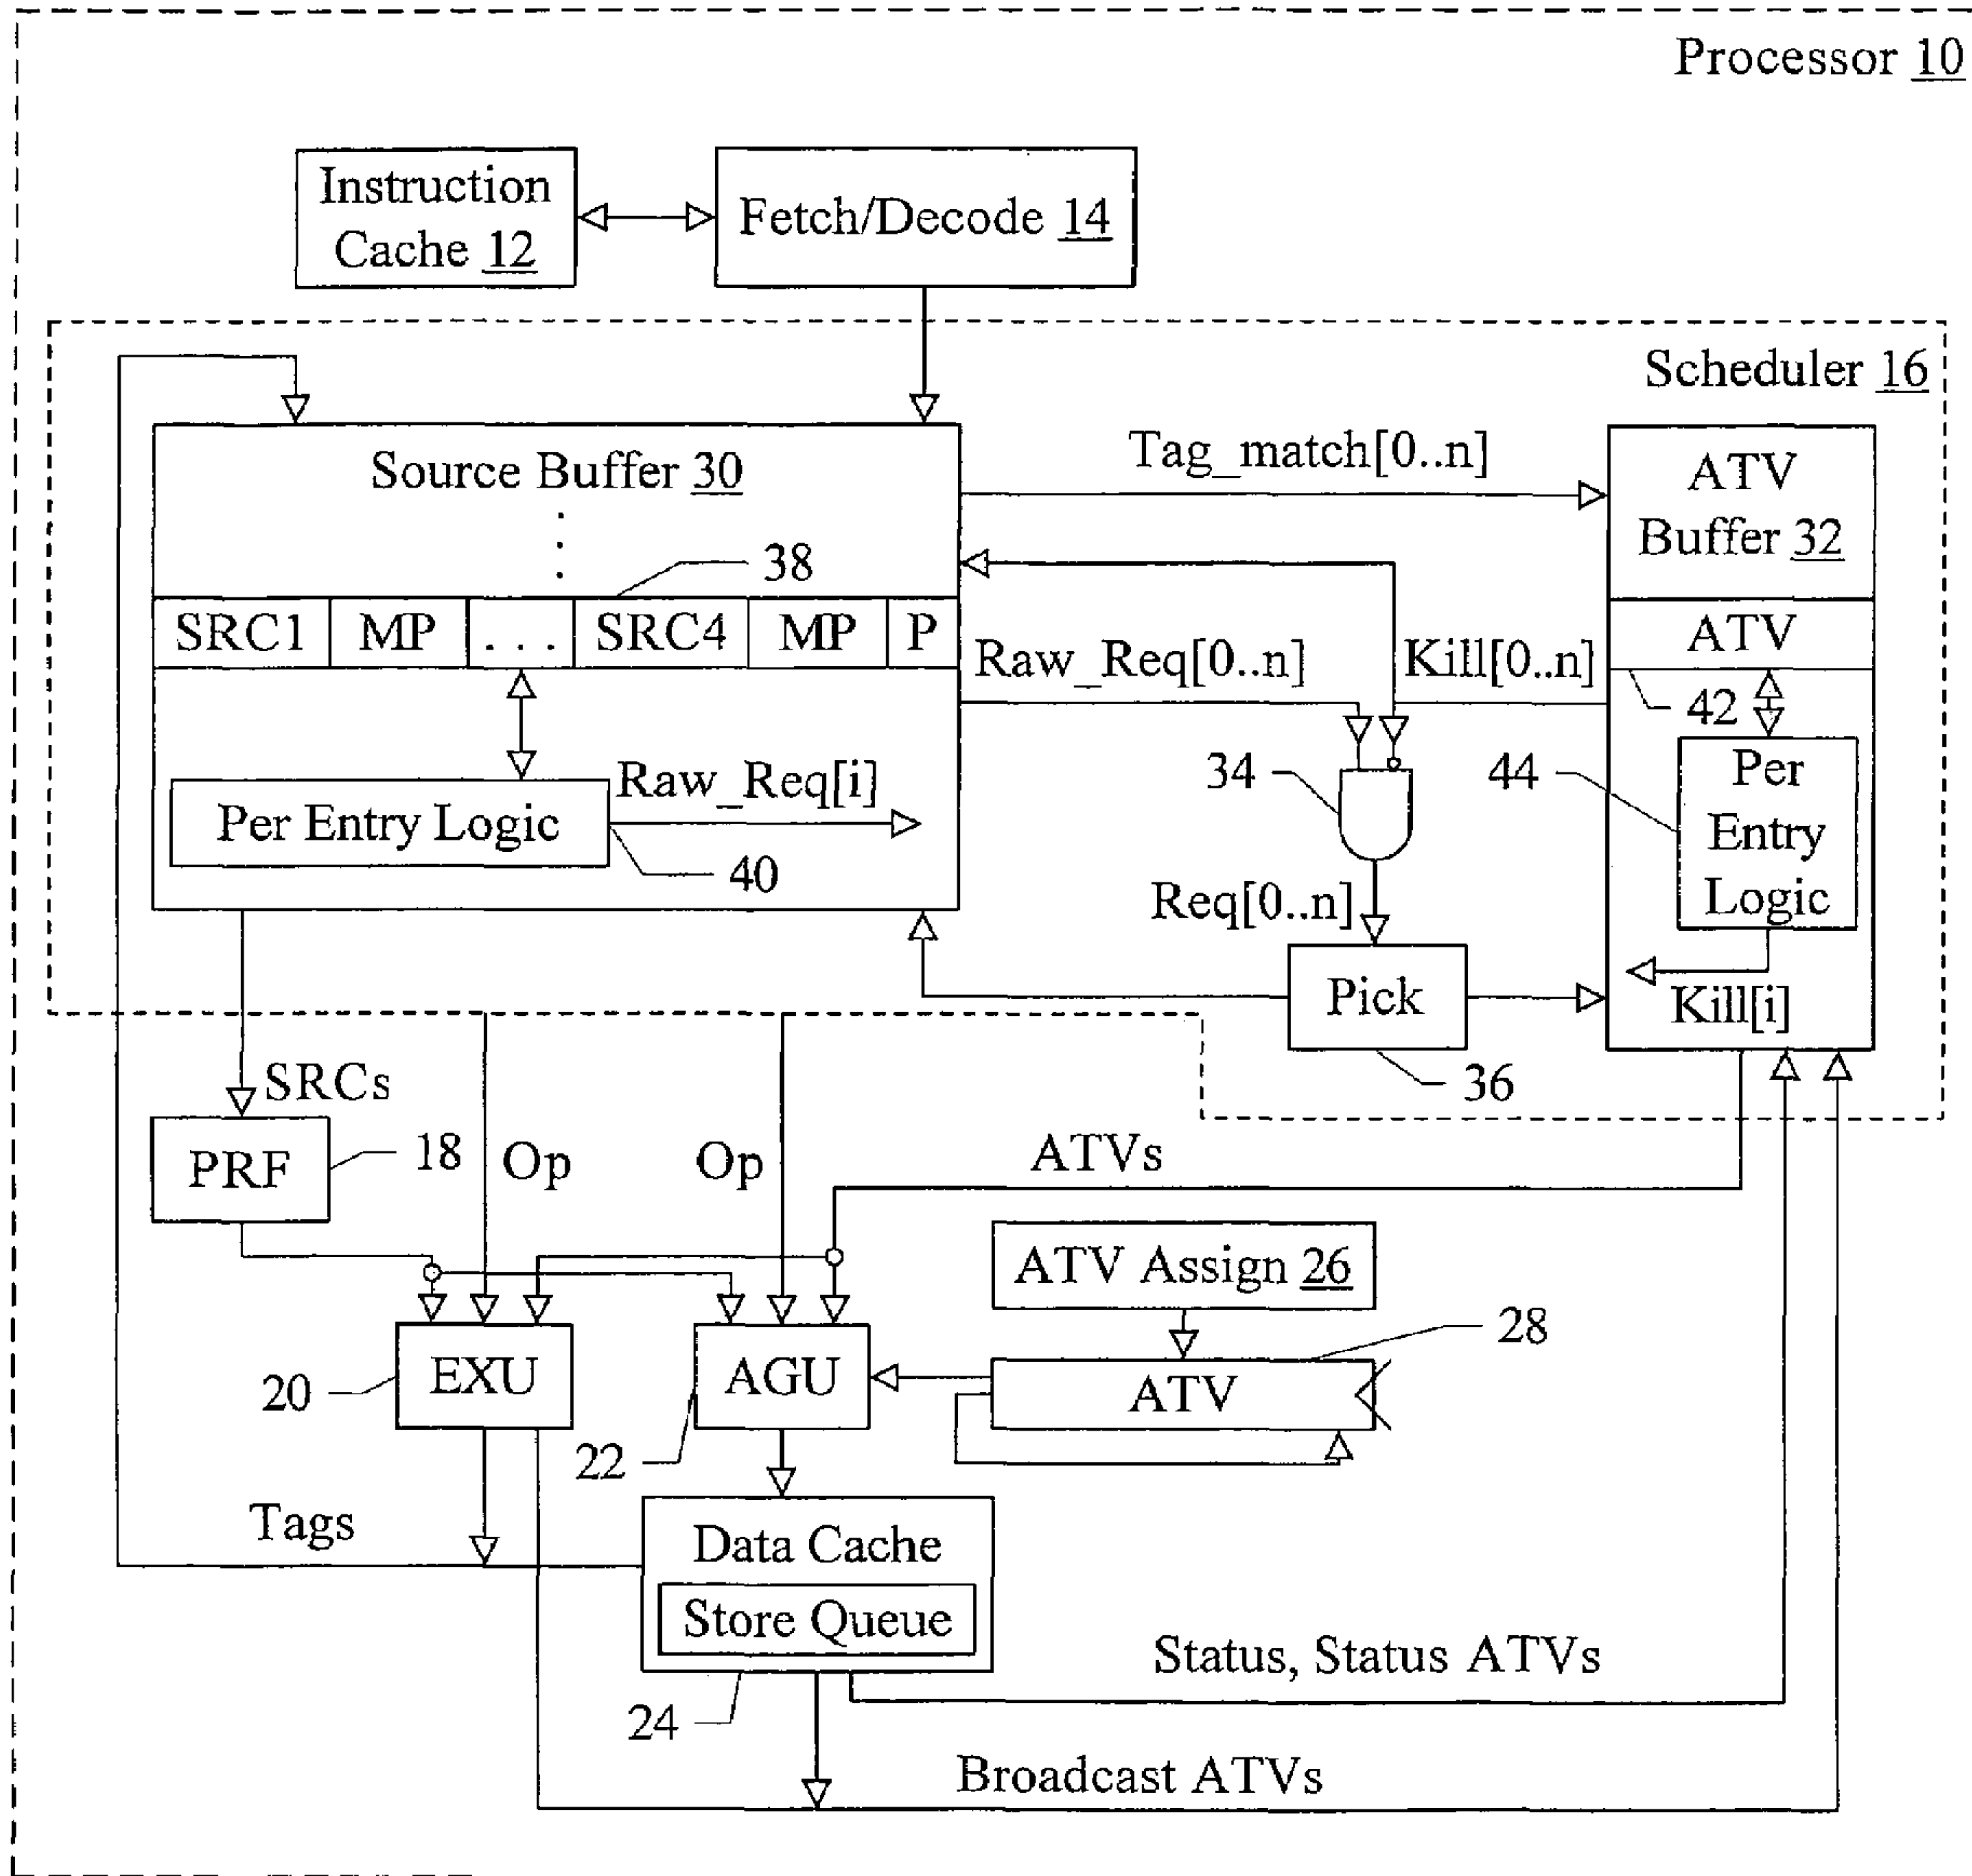 Processor 10
Instruction
Cache 12
Fetch/Decode 14
Scheduler 16
Source Buffer 30
Tag_match[0..n]
ATV
Buffer 32
38
SRC1 MP ... SRC4 MP P
Raw_Req[0..n]
Kill[0..n]
ATV
42
Per Entry Logic
Raw_Req[i]
40
34
44
Per
Entry
Logic
Req[0..n]
Pick
36
Kill[i]
SRCs
PRF
18
Op
Op
ATVs
ATV Assign 26
28
EXU
20
AGU
22
ATV
Tags
Data Cache
Store Queue
24
Status, Status ATVs
Broadcast ATVs